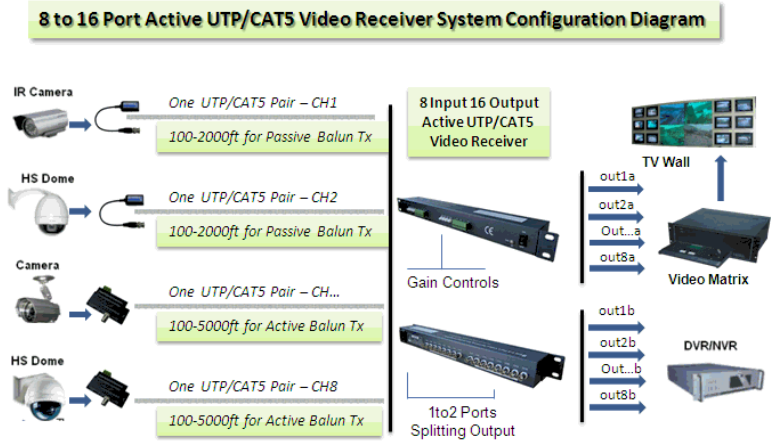 8 to 16 Port Active UTP/CAT5 Video Receiver System Configuration Diagram
IR Camera
One UTP/CAT5 Pair – CH1
100-2000ft for Passive Balun Tx
HS Dome
One UTP/CAT5 Pair – CH2
100-2000ft for Passive Balun Tx
Camera
One UTP/CAT5 Pair – CH...
100-5000ft for Active Balun Tx
HS Dome
One UTP/CAT5 Pair – CH8
100-5000ft for Active Balun Tx
8 Input 16 Output
Active UTP/CAT5
Video Receiver
CE
Gain Controls
1to2 Ports
Splitting Output
out1a
out2a
Out...a
out8a
TV Wall
Video Matrix
out1b
out2b
Out...b
out8b
DVR/NVR